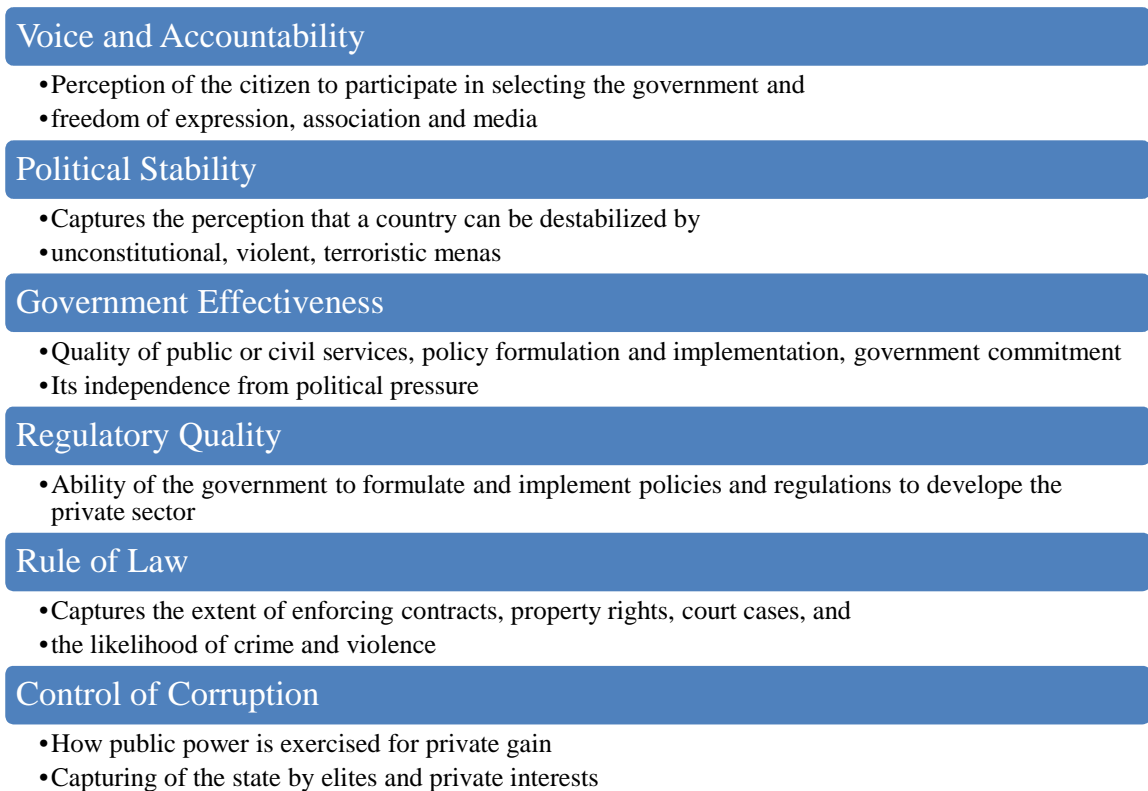 Voice and Accountability
•Perception of the citizen to participate in selecting the government and
•freedom of expression, association and media
Political Stability
•Captures the perception that a country can be destabilized by
•unconstitutional, violent, terroristic menas
Government Effectiveness
•Quality of public or civil services, policy formulation and implementation, government commitment
•Its independence from political pressure
Regulatory Quality
•Ability of the government to formulate and implement policies and regulations to develope the
private sector
Rule of Law
•Captures the extent of enforcing contracts, property rights, court cases, and
•the likelihood of crime and violence
Control of Corruption
•How public power is exercised for private gain
•Capturing of the state by elites and private interests